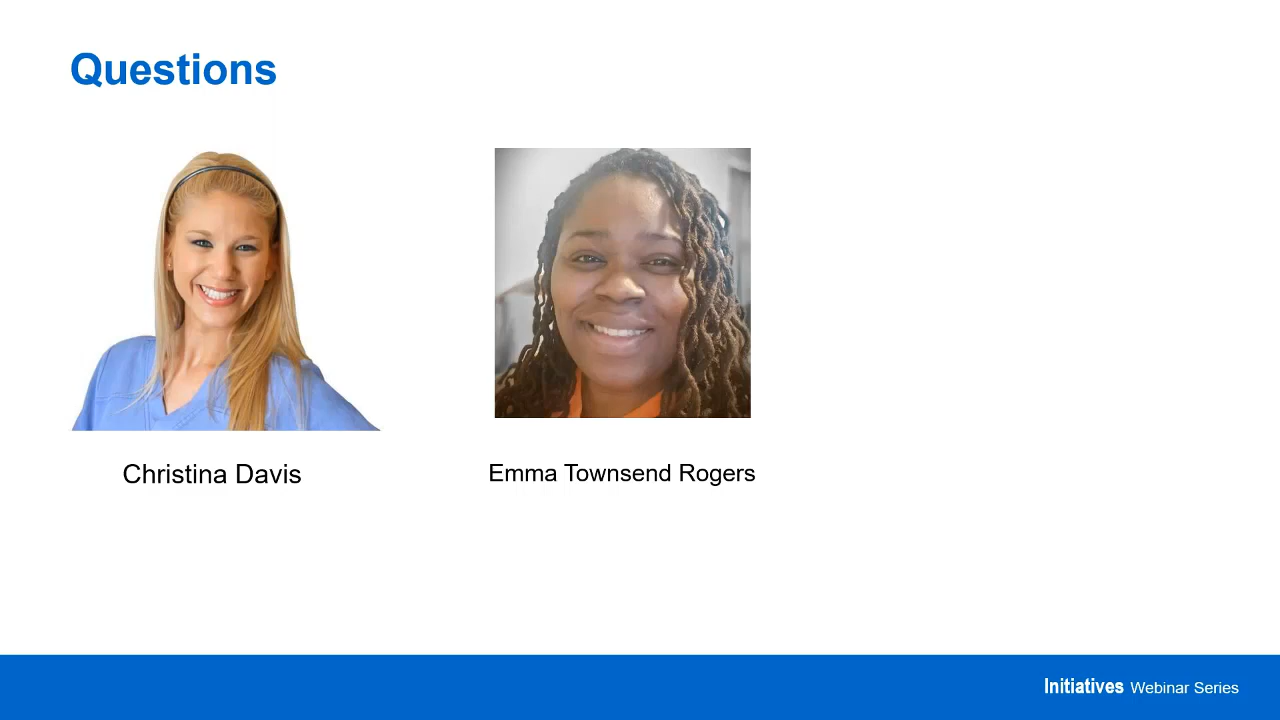 Questions
Christina Davis
Emma Townsend Rogers
Initiatives Webinar Series